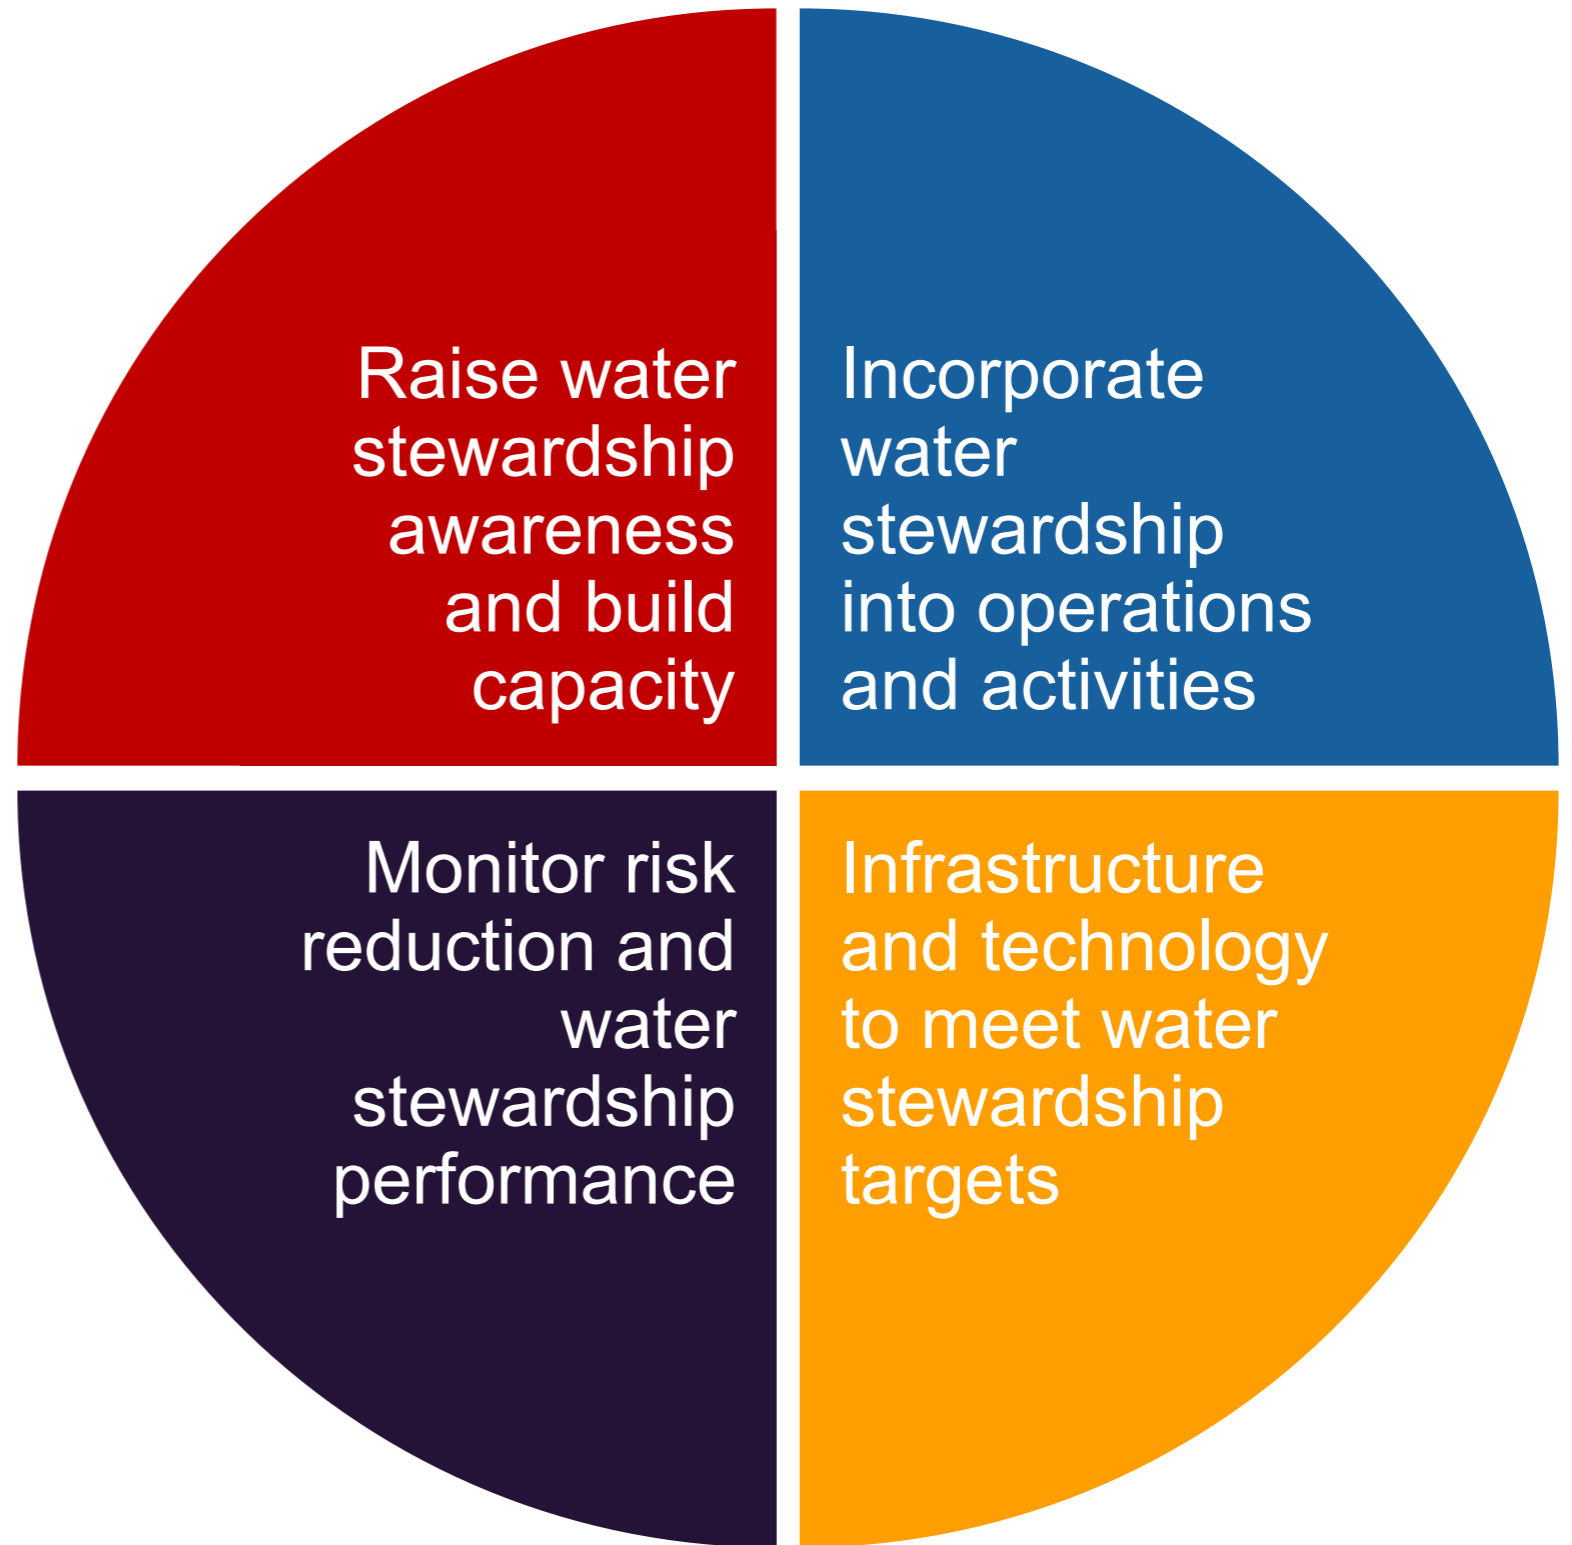 Raise water
stewardship
awareness
and build
capacity
Incorporate
water
stewardship
into operations
and activities
Monitor risk
reduction and
water
stewardship
performance
Infrastructure
and technology
to meet water
stewardship
targets